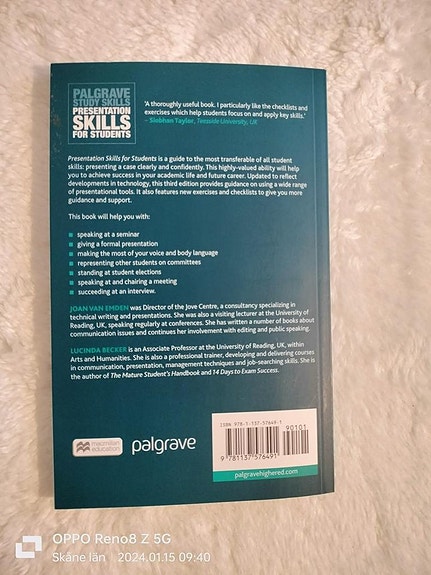 PALGRAVE
STUDY SKILLS
PRESENTATION
SKILLS
FOR STUDENTS
'A thoroughly useful book. I particularly like the checklists and
exercises which help students focus on and apply key skills.'
– Siobhan Taylor, Teesside University, UK
Presentation Skills for Students is a guide to the most transferable of all student
skills: presenting a case clearly and confidently. This highly-valued ability will help
you to achieve success in your academic life and future career. Updated to reflect
developments in technology, this third edition provides guidance on using a wide range
of presentational tools. It also features new exercises and checklists to give you more
guidance and support.
This book will help you with:
speaking at a seminar
giving a formal presentation
making the most of your voice and body language
representing other students on committees
standing at student elections
speaking at and chairing a meeting
succeeding at an interview.
JOAN VAN EMDEN was Director of the Jove Centre, a consultancy specializing in
technical writing and presentations. She was also a visiting lecturer at the University of
Reading, UK, speaking regularly at conferences. She has written a number of books about
communication issues and continues her involvement with editing and public speaking.
LUCINDA BECKER is an Associate Professor at the University of Reading, UK, within
Arts and Humanities. She is also a professional trainer, developing and delivering courses
in communication, presentation, management techniques and job-searching skills. She is
the author of The Mature Student's Handbook and 14 Days to Exam Success.
macmillan
education
palgrave
ISBN 978-1-137-57649-1
90101
9 781137 576491
palgravehighered.com
OPPO Reno8 Z 5G
Skåne län 2024.01.15 09:40